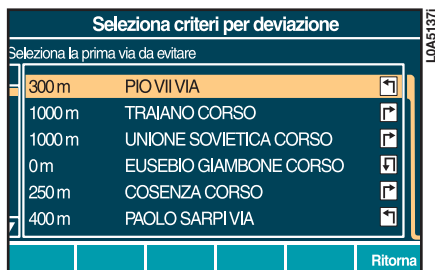 Seleziona criteri per deviazione
Seleziona la prima via da evitare
300 m PIO VII VIA
1000 m TRAIANO CORSO
1000 m UNIONE SOVIETICA CORSO
0 m EUSEBIO GIAMBONE CORSO
250 m COSENZA CORSO
400 m PAOLO SARPI VIA
Ritorna
L0A5137i